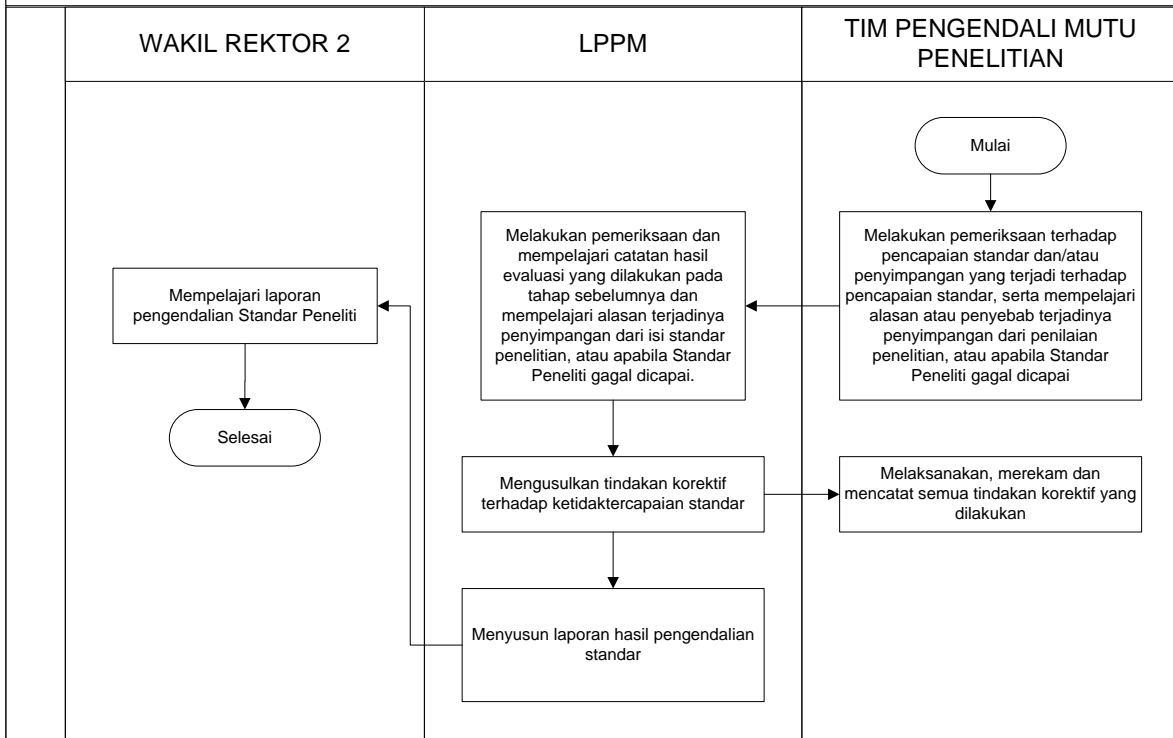 WAKIL REKTOR 2
LPPM
TIM PENGENDALI MUTU
PENELITIAN
Mulai
Melakukan pemeriksaan terhadap
pencapaian standar dan/atau
penyimpangan yang terjadi terhadap
pencapaian standar, serta mempelajari
alasan atau penyebab terjadinya
penyimpangan dari penilaian
penelitian, atau apabila Standar
Peneliti gagal dicapai
Melakukan pemeriksaan dan
mempelajari catatan hasil
evaluasi yang dilakukan pada
tahap sebelumnya dan
mempelajari alasan terjadinya
penyimpangan dari isi standar
penelitian, atau apabila Standar
Peneliti gagal dicapai.
Mengusulkan tindakan korektif
terhadap ketidaktercapaian standar
Melaksanakan, merekam dan
mencatat semua tindakan korektif yang
dilakukan
Menyusun laporan hasil pengendalian
standar
Mempelajari laporan
pengendalian Standar Peneliti
Selesai